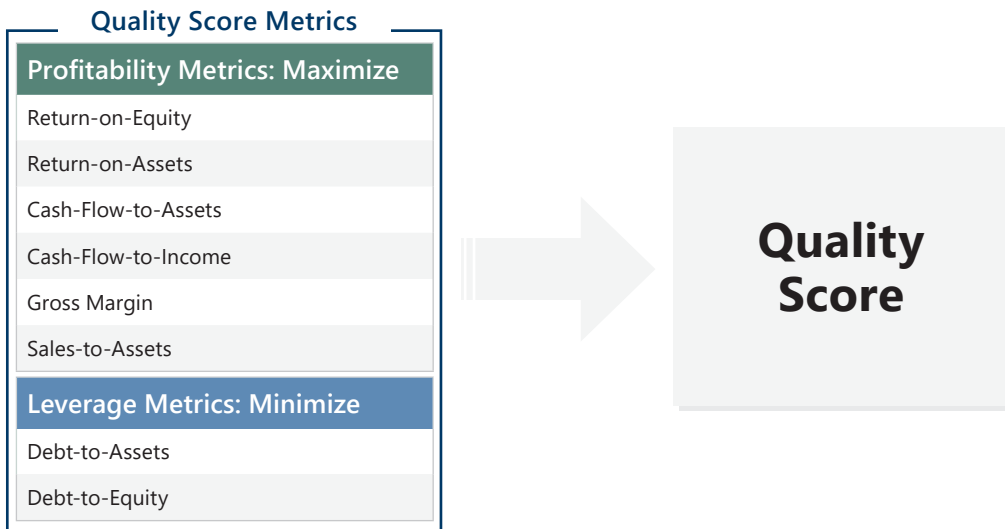 Quality Score Metrics
Profitability Metrics: Maximize
Return-on-Equity
Return-on-Assets
Cash-Flow-to-Assets
Cash-Flow-to-Income
Gross Margin
Sales-to-Assets
Leverage Metrics: Minimize
Debt-to-Assets
Debt-to-Equity
Quality
Score